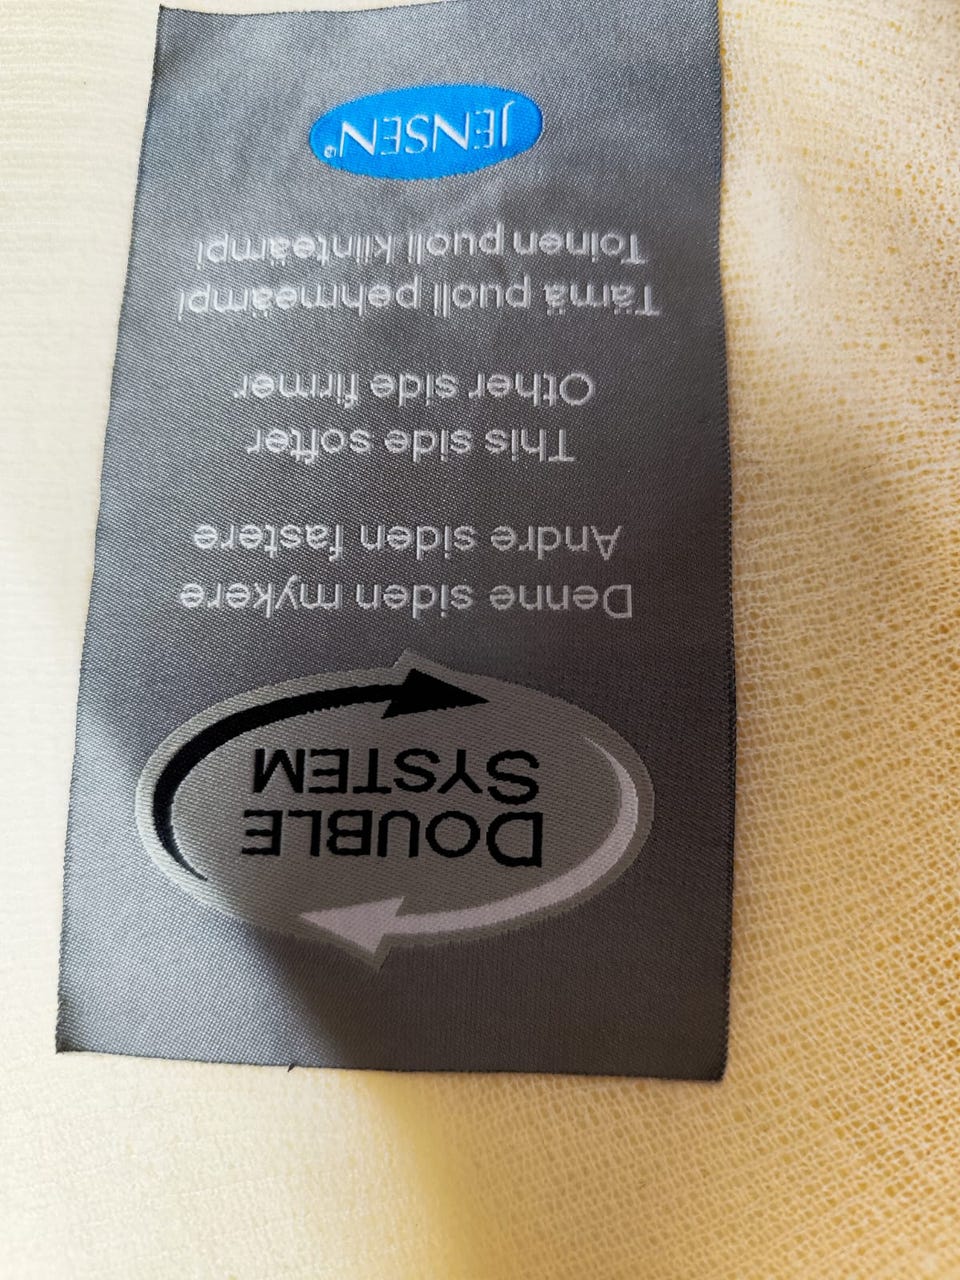 DOUBLE
SYSTEM
Denne siden mykere
Andre siden fastere
This side softer
Other side firmer
Tämä puoli pehmeämpi
Toinen puoli kiinteämpi
JENSEN®